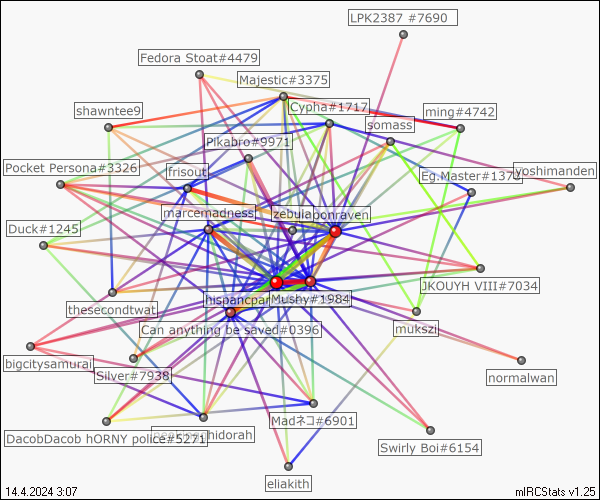 LPK2387 #7690
Fedora Stoat#4479
Majestic#3375
Cypha#1717
shawntee9
ming#4742
somass
Pikabro#9971
Pocket Persona#3326
frisout
Eg.Master#1370
yoshimanden
marcemadness
zebulaponraven
Duck#1245
JKOUYH VIII#7034
thesecondtwat
Mushy#1984
Can anything be saved#0396
mukszi
bigcitysamuraj
Silver#7938
normalwan
Madネコ#6901
DacobDacob hORNY police#5271
Swirly Boi#6154
eliakith
14.4.2024 3:07
mIRCStats v1.25